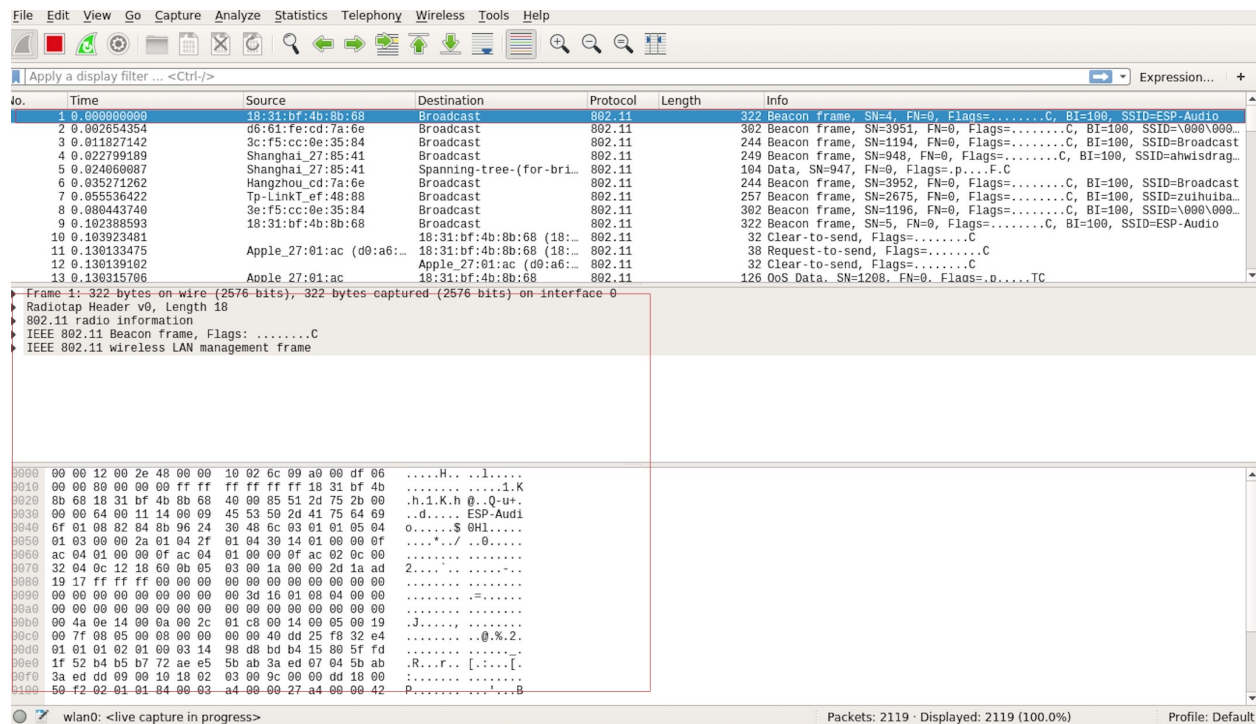 File Edit View Go Capture Analyze Statistics Telephony Wireless Tools Help
Apply a display filter ... <Ctrl-/> Expression... +
No. Time Source Destination Protocol Length Info
1 0.000000000 18:31:bf:4b:8b:68 Broadcast 802.11 322 Beacon frame, SN=4, FN=0, Flags=........C, BI=100, SSID=ESP-Audio
2 0.002654354 d6:61:fe:cd:7a:6e Broadcast 802.11 302 Beacon frame, SN=3951, FN=0, Flags=........C, BI=100, SSID=\000\000…
3 0.011827142 3c:f5:cc:0e:35:84 Broadcast 802.11 244 Beacon frame, SN=1194, FN=0, Flags=........C, BI=100, SSID=Broadcast
4 0.022799189 Shanghai_27:85:41 Broadcast 802.11 249 Beacon frame, SN=948, FN=0, Flags=........C, BI=100, SSID=ahwisdrag…
5 0.024060087 Shanghai_27:85:41 Spanning-tree-(for-bri… 802.11 104 Data, SN=947, FN=0, Flags=.p....F.C
6 0.035271262 Hangzhou_cd:7a:6e Broadcast 802.11 244 Beacon frame, SN=3952, FN=0, Flags=........C, BI=100, SSID=Broadcast
7 0.055536422 Tp-LinkT_ef:48:88 Broadcast 802.11 257 Beacon frame, SN=2675, FN=0, Flags=........C, BI=100, SSID=zuihuiba…
8 0.080443740 3e:f5:cc:0e:35:84 Broadcast 802.11 302 Beacon frame, SN=1196, FN=0, Flags=........C, BI=100, SSID=\000\000…
9 0.102388593 18:31:bf:4b:8b:68 Broadcast 802.11 322 Beacon frame, SN=5, FN=0, Flags=........C, BI=100, SSID=ESP-Audio
10 0.103923481 18:31:bf:4b:8b:68 (18:… 802.11 32 Clear-to-send, Flags=........C
11 0.130133475 Apple_27:01:ac (d0:a6:… 18:31:bf:4b:8b:68 (18:… 802.11 38 Request-to-send, Flags=........C
12 0.130139102 Apple_27:01:ac (d0:a6:… 802.11 32 Clear-to-send, Flags=........C
13 0.130315706 Apple_27:01:ac 18:31:bf:4b:8b:68 802.11 126 QoS Data, SN=1208, FN=0, Flags=.p.....TC
Frame 1: 322 bytes on wire (2576 bits), 322 bytes captured (2576 bits) on interface 0
Radiotap Header v0, Length 18
802.11 radio information
IEEE 802.11 Beacon frame, Flags: ........C
IEEE 802.11 wireless LAN management frame
0000 00 00 12 00 2e 48 00 00 10 02 6c 09 a0 00 df 06 .....H.. ..l.....
0010 00 00 80 00 00 00 ff ff ff ff ff ff 18 31 bf 4b ........ .....1.K
0020 8b 68 18 31 bf 4b 8b 68 40 00 85 51 2d 75 2b 00 .h.1.K.h @..Q-u+.
0030 00 00 64 00 11 14 00 09 45 53 50 2d 41 75 64 69 ..d..... ESP-Audi
0040 6f 01 08 82 84 8b 96 24 30 48 6c 03 01 01 05 04 o......$ 0Hl.....
0050 01 03 00 00 2a 01 04 2f 01 04 30 14 01 00 00 0f ....*../ ..0.....
0060 ac 04 01 00 00 0f ac 04 01 00 00 0f ac 02 0c 00 ........ ........
0070 32 04 0c 12 18 60 0b 05 03 00 1a 00 00 2d 1a ad 2....`.. .....-..
0080 19 17 ff ff ff 00 00 00 00 00 00 00 00 00 00 00 ........ ........
0090 00 00 00 00 00 00 00 00 00 3d 16 01 08 04 00 00 ........ .=......
00a0 00 00 00 00 00 00 00 00 00 00 00 00 00 00 00 00 ........ ........
00b0 00 4a 0e 14 00 0a 00 2c 01 c8 00 14 00 05 00 19 .J....., ........
00c0 00 7f 08 05 00 08 00 00 00 00 40 dd 25 f8 32 e4 ........ ..@.%.2.
00d0 01 01 01 02 01 00 03 14 98 d8 bd b4 15 80 5f fd ........ ......_.
00e0 1f 52 b4 b5 b7 72 ae e5 5b ab 3a ed 07 04 5b ab .R...r.. [.:...[.
00f0 3a ed dd 09 00 10 18 02 03 00 9c 00 00 dd 18 00 :....... ........
0100 50 f2 02 01 01 84 00 03 a4 00 00 27 a4 00 00 42 P....... ...'...B
wlan0: <live capture in progress> Packets: 2119 · Displayed: 2119 (100.0%) Profile: Default